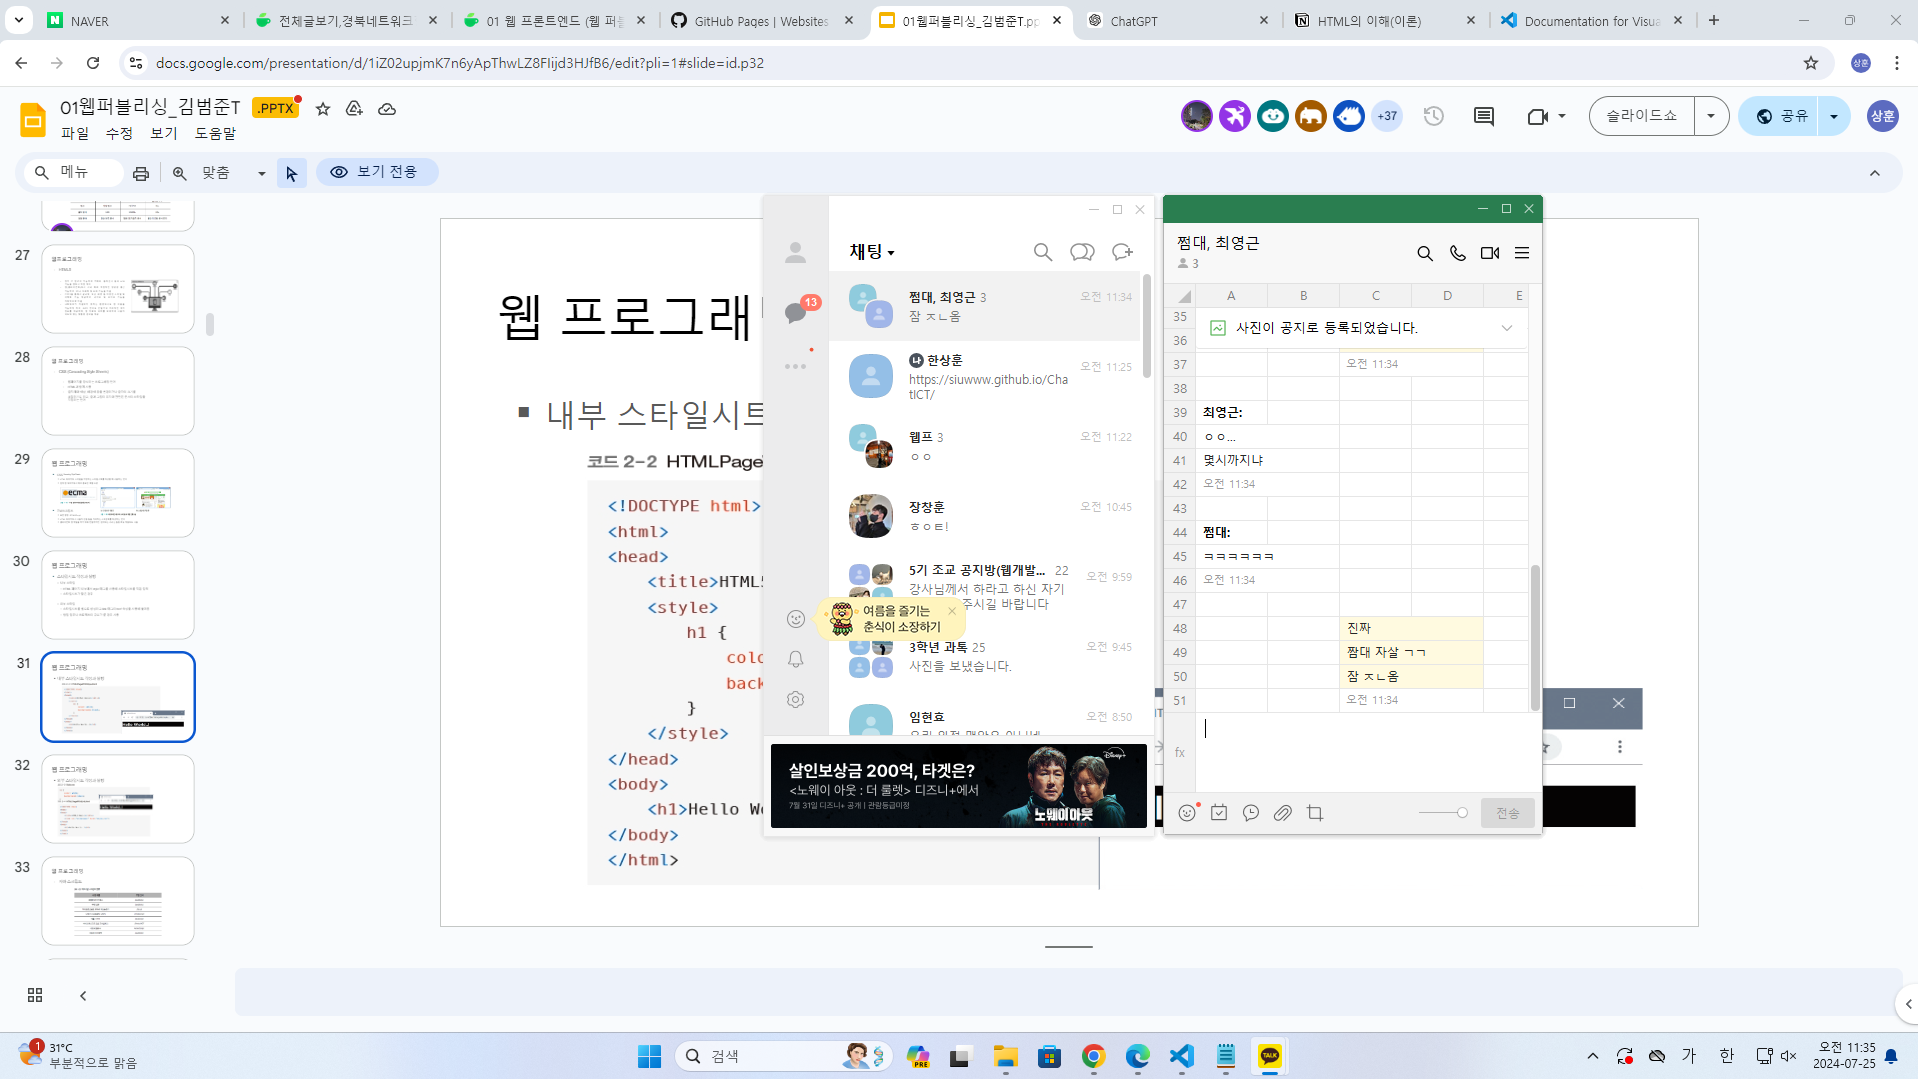 NAVER
전체글보기,경북네트워크
01 웹 프론트엔드 (웹 퍼블
GitHub Pages | Websites
01웹퍼블리싱_김범준T.pp
ChatGPT
HTML의 이해(이론)
Documentation for Visua
docs.google.com/presentation/d/1iZ02upjmK7n6yApThwLZ8FIijd3HJfB6/edit?pli=1#slide=id.p32
상훈
01웹퍼블리싱_김범준T
.PPTX
파일 수정 보기 도움말
+37
슬라이드쇼
공유
상훈
메뉴
맞춤
보기 전용
27
28
29
30
31
32
33
웹 프로그래
내부 스타일시트
코드 2-2 HTMLPage
<!DOCTYPE html>
<html>
<head>
<title>HTML5
<style>
h1 {
colo
back
}
</style>
</head>
<body>
<h1>Hello Wo
</body>
</html>
채팅
13
쩜대, 최영근 3
오전 11:34
잠 ㅈㄴ옴
나 한상훈
오전 11:25
https://siuwww.github.io/Cha
tICT/
웹프 3
오전 11:22
ㅇㅇ
장창훈
오전 10:45
ㅎㅇㅌ!
5기 조교 공지방(웹개발... 22
오전 9:59
강사님께서 하라고 하신 자기
주시길 바랍니다
여름을 즐기는
춘식이 소장하기
3학년 과톡 25
오전 9:45
사진을 보냈습니다.
임현효
오전 8:50
살인보상금 200억, 타겟은?
<노웨이 아웃 : 더 룰렛> 디즈니+에서
7월 31일 디즈니+ 공개 | 관람등급미정
노웨이아웃
Disney+
쩜대, 최영근
3
A B C D E
35
사진이 공지로 등록되었습니다.
36
37 오전 11:34
38
39 최영근:
40 ㅇㅇ...
41 몇시까지냐
42 오전 11:34
43
44 쩜대:
45 ㅋㅋㅋㅋㅋㅋ
46 오전 11:34
47
48 진짜
49 짬대 자살 ㄱㄱ
50 잠 ㅈㄴ옴
51 오전 11:34
fx
전송
1
31°C
부분적으로 맑음
검색
PRE
TALK
가
한
오전 11:35
2024-07-25